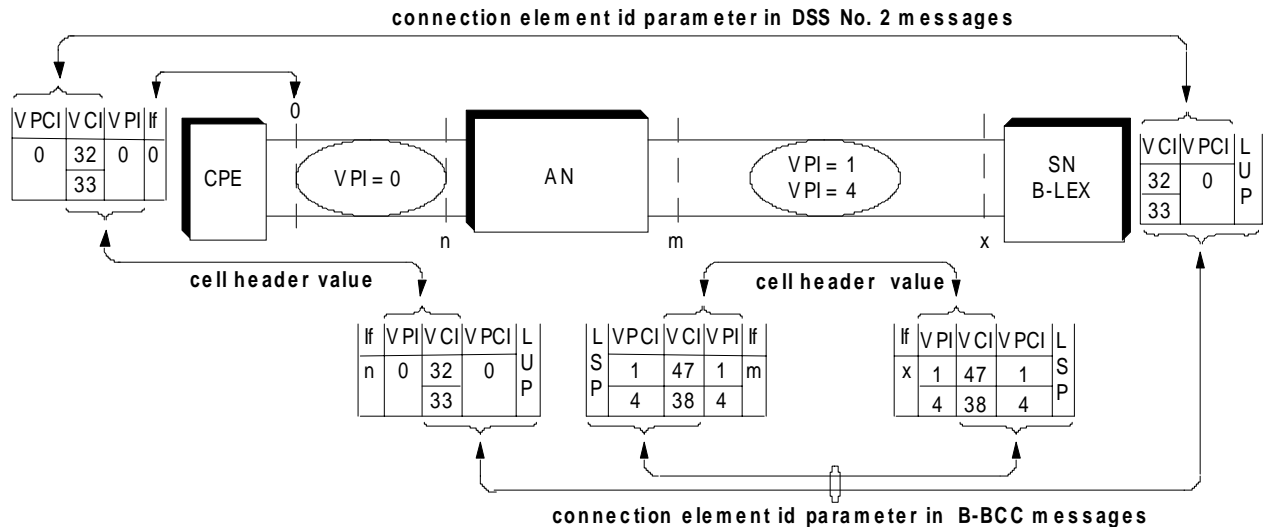 connection element id parameter in DSS No. 2 messages
0
VPCI VCI VPI If
0 32 0 0
33
CPE
VPI = 0
AN
VPI = 1
VPI = 4
SN
B-LEX
VCI VPCI LUP
32 0
33
n
m
x
cell header value
cell header value
If VPI VCI VPCI LUP
n 0 32 0
33
LSP VPCI VCI VPI If
1 47 1 m
4 38 4
If VPI VCI VPCI LSP
x 1 47 1
4 38 4
connection element id parameter in B-BCC messages